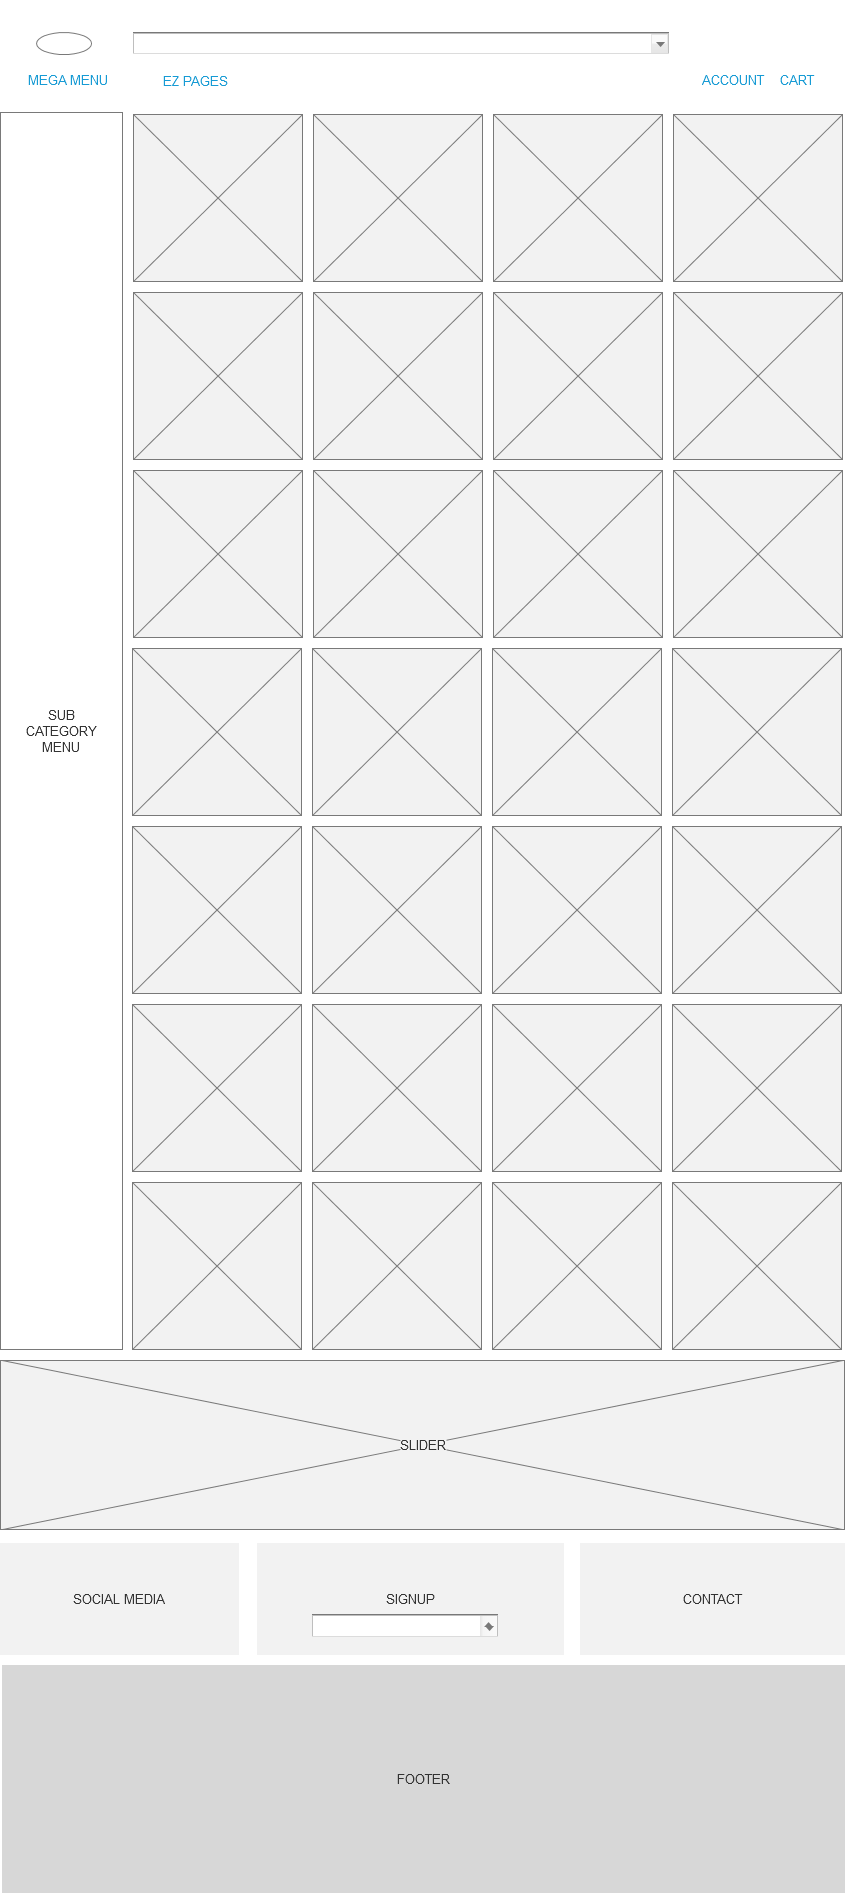 MEGA MENU
EZ PAGES
ACCOUNT
CART
SUB
CATEGORY
MENU
SLIDER
SOCIAL MEDIA
SIGNUP
CONTACT
FOOTER